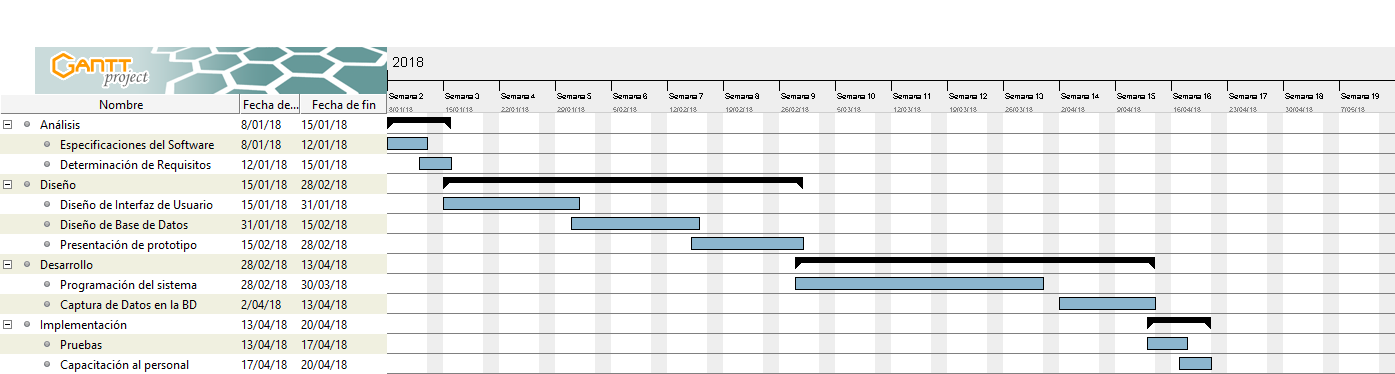 GANTT
project
2018
Semana 2 Semana 3 Semana 4 Semana 5 Semana 6 Semana 7 Semana 8 Semana 9 Semana 10 Semana 11 Semana 12 Semana 13 Semana 14 Semana 15 Semana 16 Semana 17 Semana 18 Semana 19
Nombre Fecha de... Fecha de fin 8/01/18 15/01/18 22/01/18 29/01/18 5/02/18 12/02/18 19/02/18 26/02/18 5/03/18 12/03/18 19/03/18 26/03/18 2/04/18 9/04/18 16/04/18 23/04/18 30/04/18 7/05/18
Análisis 8/01/18 15/01/18
Especificaciones del Software 8/01/18 12/01/18
Determinación de Requisitos 12/01/18 15/01/18
Diseño 15/01/18 28/02/18
Diseño de Interfaz de Usuario 15/01/18 31/01/18
Diseño de Base de Datos 31/01/18 15/02/18
Presentación de prototipo 15/02/18 28/02/18
Desarrollo 28/02/18 13/04/18
Programación del sistema 28/02/18 30/03/18
Captura de Datos en la BD 2/04/18 13/04/18
Implementación 13/04/18 20/04/18
Pruebas 13/04/18 17/04/18
Capacitación al personal 17/04/18 20/04/18